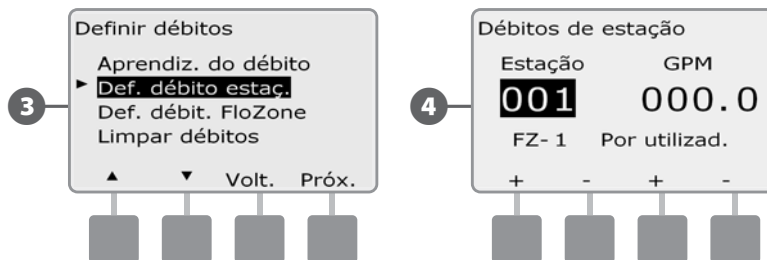 3
Definir débitos
Aprendiz. do débito
Def. débito estaç.
Def. débit. FloZone
Limpar débitos
Volt. Próx.
4
Débitos de estação
Estação GPM
001 000.0
FZ- 1 Por utilizad.
+ - + -